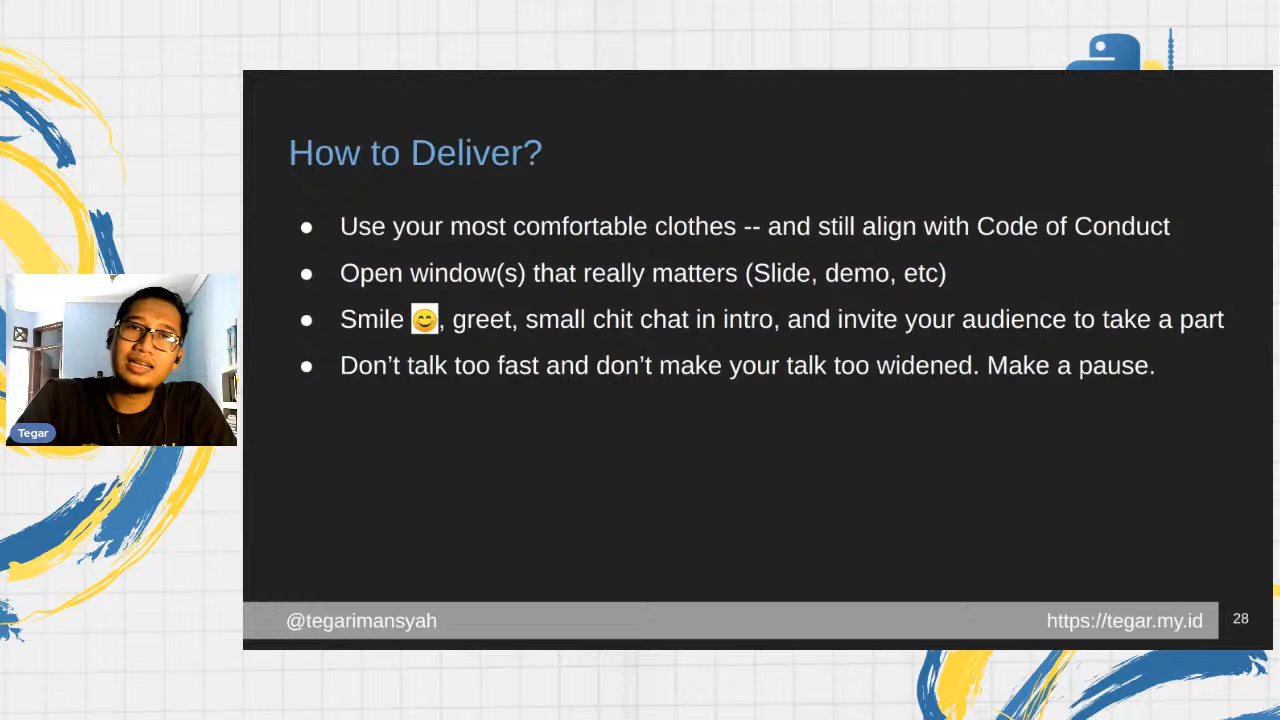 How to Deliver?
● Use your most comfortable clothes -- and still align with Code of Conduct
● Open window(s) that really matters (Slide, demo, etc)
● Smile 😊, greet, small chit chat in intro, and invite your audience to take a part
● Don’t talk too fast and don’t make your talk too widened. Make a pause.
Tegar
@tegarimansyah
https://tegar.my.id
28